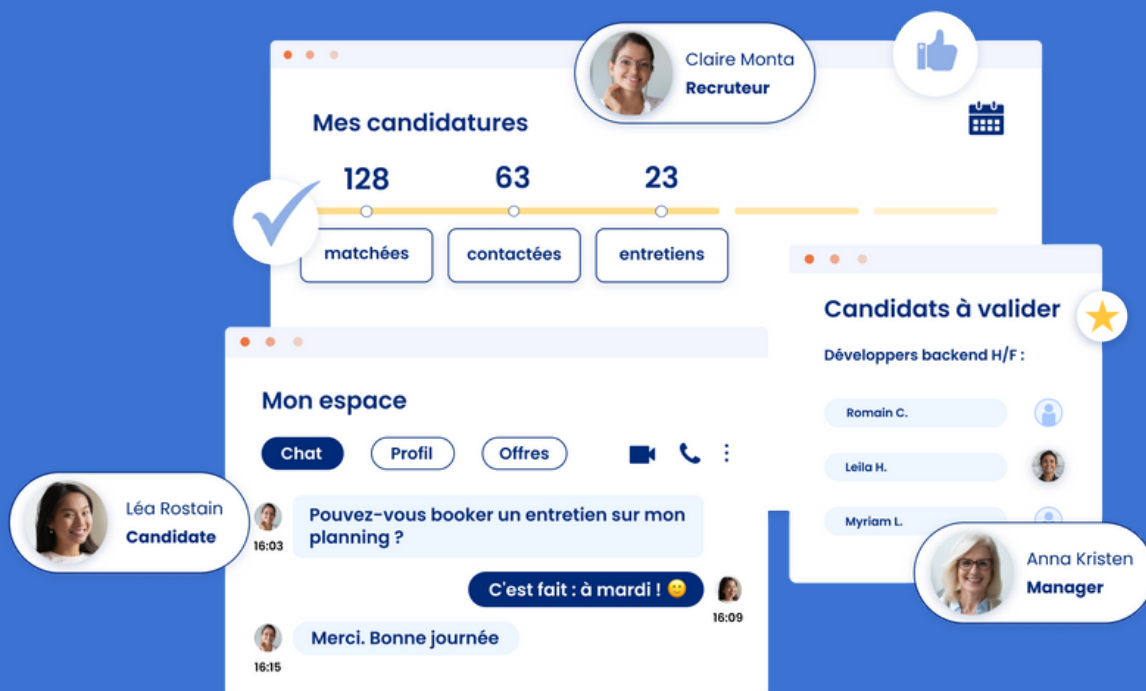 Claire Monta
Recruteur
Mes candidatures
128
63
23
matchées
contactées
entretiens
Candidats à valider
Développers backend H/F :
Romain C.
Leila H.
Myriam L.
Anna Kristen
Manager
Mon espace
Chat
Profil
Offres
Léa Rostain
Candidate
Pouvez-vous booker un entretien sur mon
planning ?
16:03
C'est fait : à mardi ! 🙂
16:09
Merci. Bonne journée
16:15